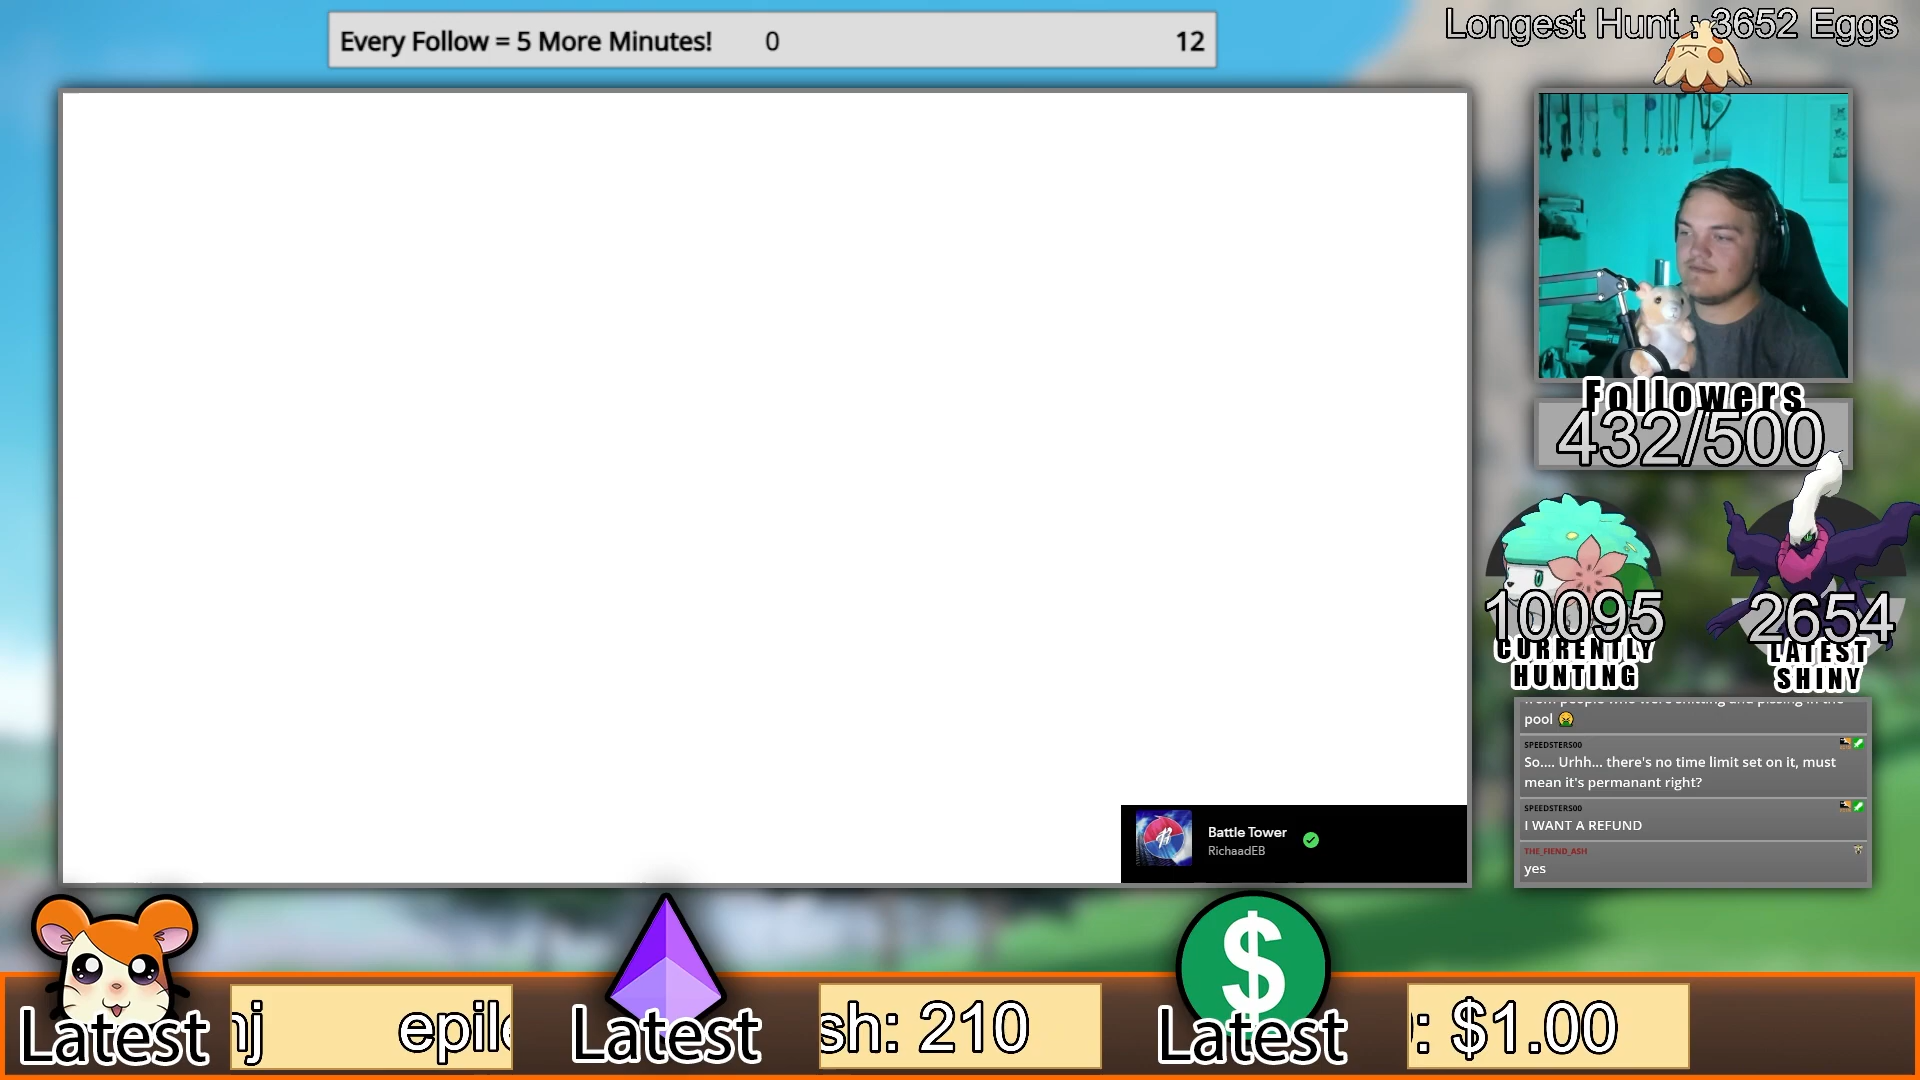 Every Follow = 5 More Minutes! 0 12
Longest Hunt : 3652 Eggs
Followers
432/500
10095
CURRENTLY
HUNTING
2654
LATEST
SHINY
pool
SPEEDSTERS00
So.... Urhh... there's no time limit set on it, must
mean it's permanant right?
SPEEDSTERS00
I WANT A REFUND
THE_FIEND_ASH
yes
Battle Tower
RichaadEB
Latest
nj epile
Latest
sh: 210
Latest
: $1.00